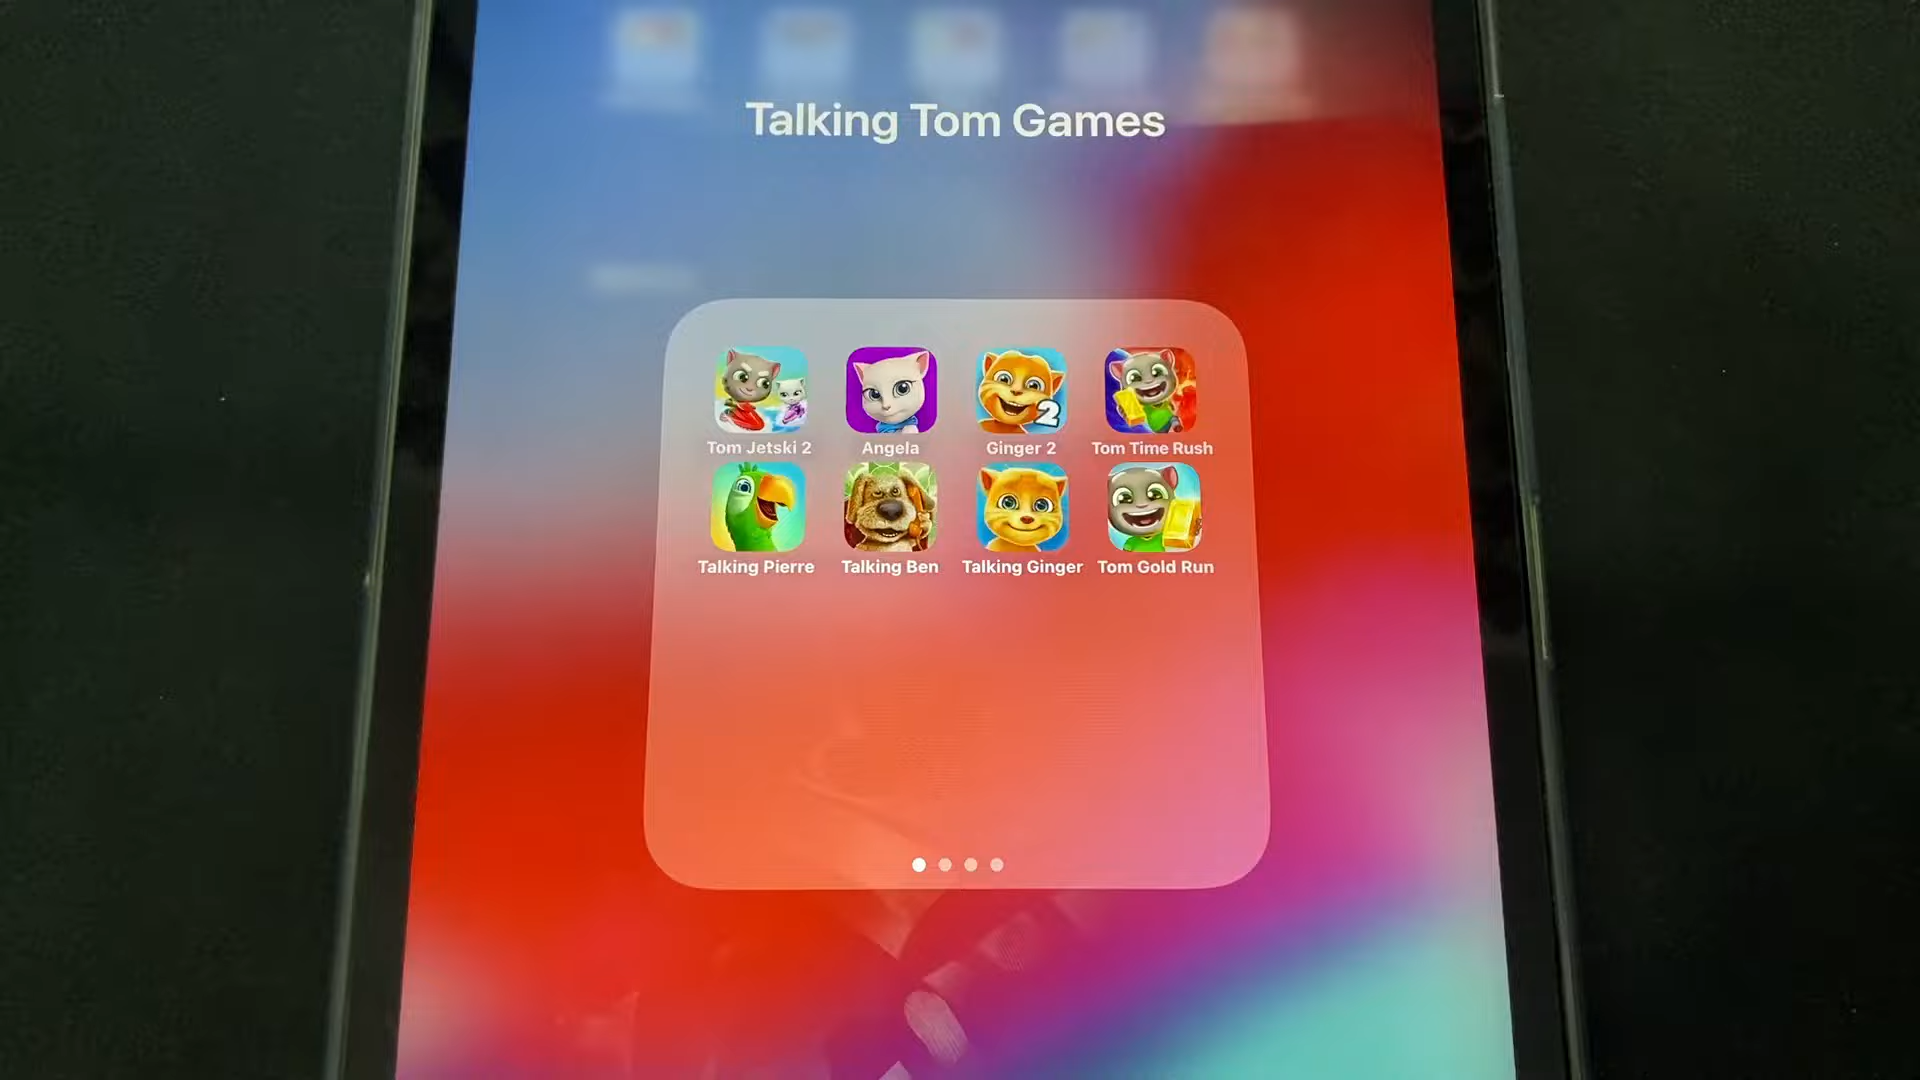 Talking Tom Games
2
Tom Jetski 2 Angela Ginger 2 Tom Time Rush
Talking Pierre Talking Ben Talking Ginger Tom Gold Run